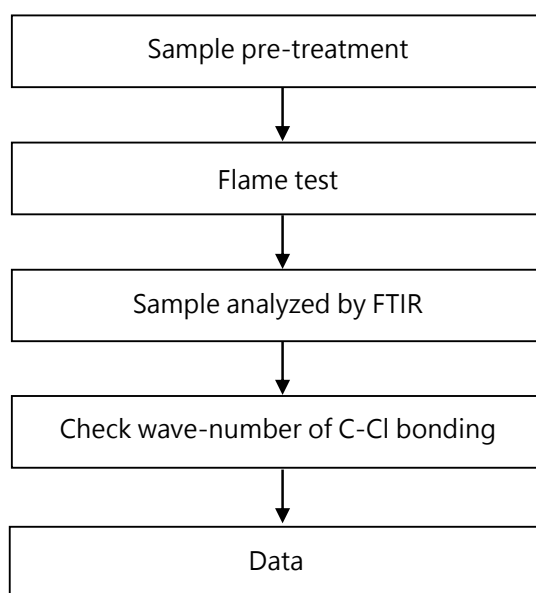 Sample pre-treatment
Flame test
Sample analyzed by FTIR
Check wave-number of C-Cl bonding
Data